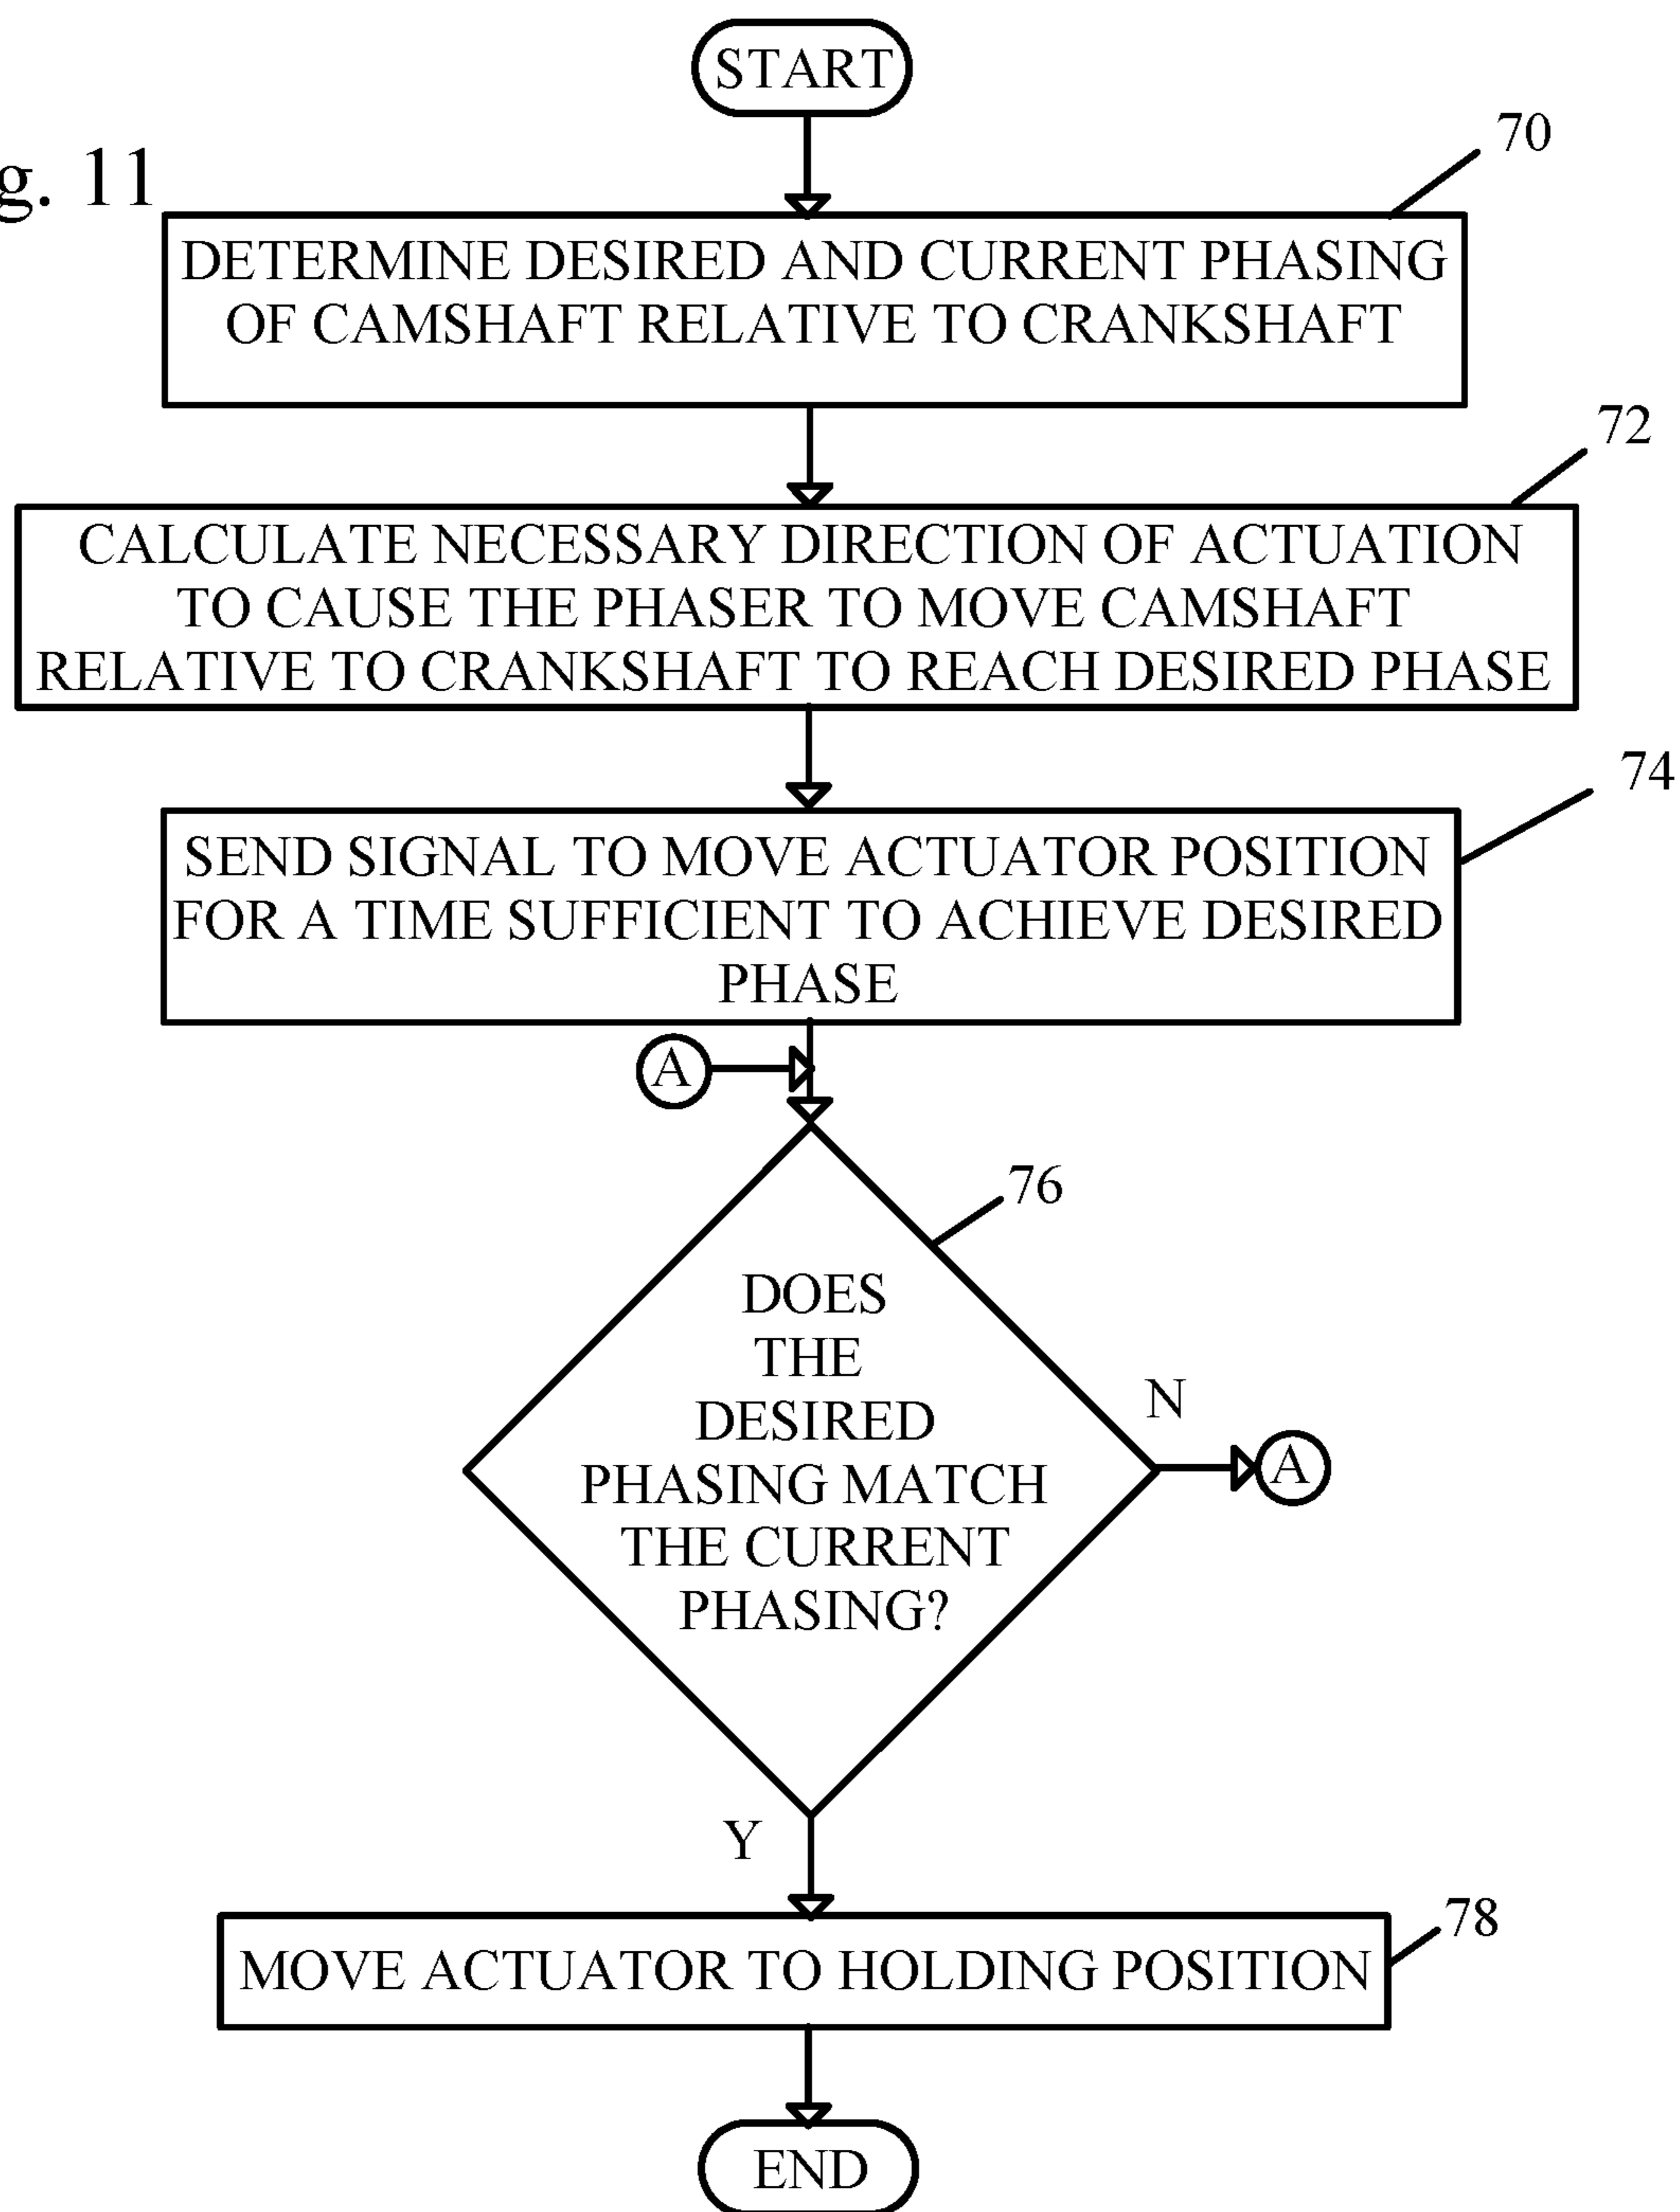 START
70
g. 11
DETERMINE DESIRED AND CURRENT PHASING
OF CAMSHAFT RELATIVE TO CRANKSHAFT
72
CALCULATE NECESSARY DIRECTION OF ACTUATION
TO CAUSE THE PHASER TO MOVE CAMSHAFT
RELATIVE TO CRANKSHAFT TO REACH DESIRED PHASE
74
SEND SIGNAL TO MOVE ACTUATOR POSITION
FOR A TIME SUFFICIENT TO ACHIEVE DESIRED
PHASE
A
76
DOES
THE
DESIRED
PHASING MATCH
THE CURRENT
PHASING?
N
A
Y
78
MOVE ACTUATOR TO HOLDING POSITION
END